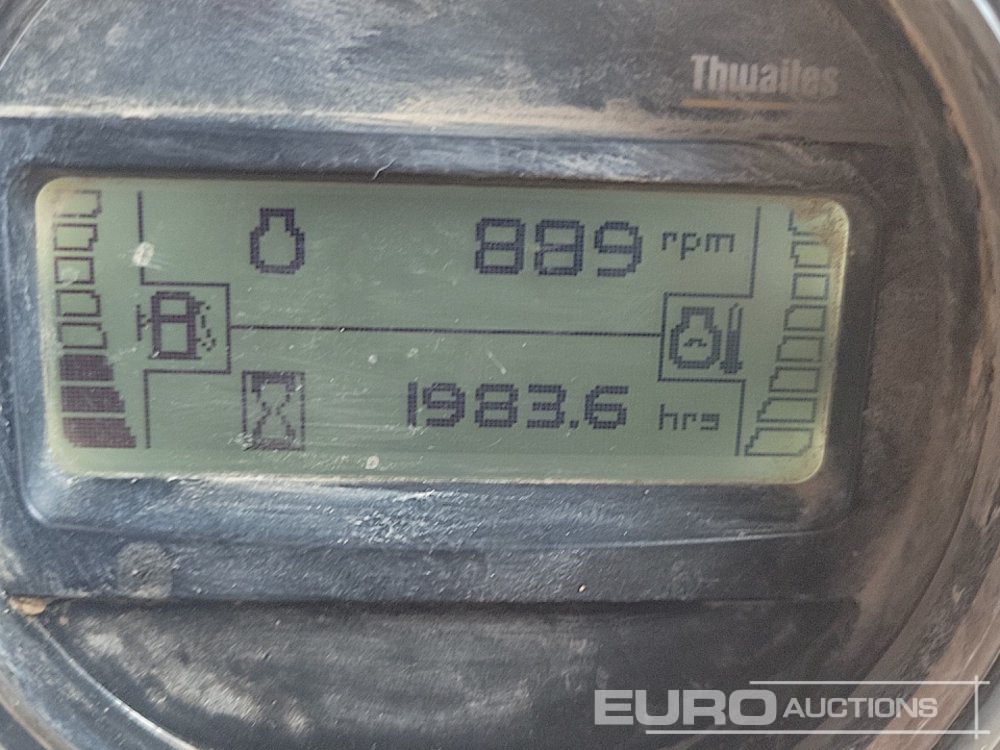 Thwaites
889 rpm
1983.6 hrs
EURO AUCTIONS